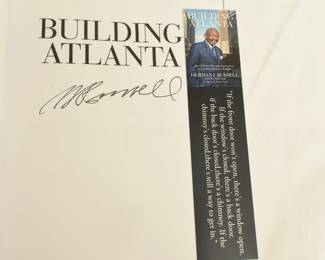 BUILDING
ATLANTA
BUILDING
ATLANTA
HERMAN J. RUSSELL
"If the front door won't open, there's a window open.
If the window's closed, there's a back door.
if the back door's closed, there's a chimney. If the
chimney's closed, there's still a way to get in."